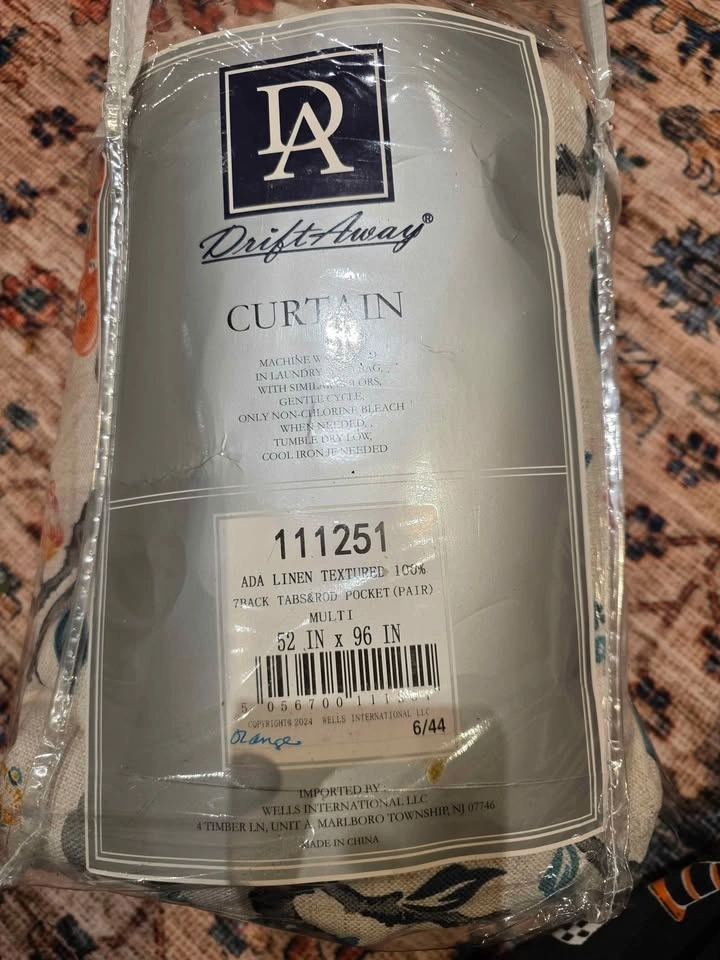 DA
DriftAway®
CURTAIN
MACHINE
IN LAUNDRY BAG,
WITH SIMILAR COLORS,
GENTLE CYCLE,
ONLY NON-CHLORINE BLEACH
WHEN NEEDED,
TUMBLE DRY LOW,
COOL IRON IF NEEDED
111251
ADA LINEN TEXTURED 100%
7BACK TABS&ROD POCKET(PAIR)
MULTI
52 IN x 96 IN
5 056700
COPYRIGHT© 2024 WELLS INTERNATIONAL LLC
Orange
6/44
IMPORTED BY:
WELLS INTERNATIONAL LLC
4 TIMBER LN, UNIT A, MARLBORO TOWNSHIP, NJ 07746
MADE IN CHINA